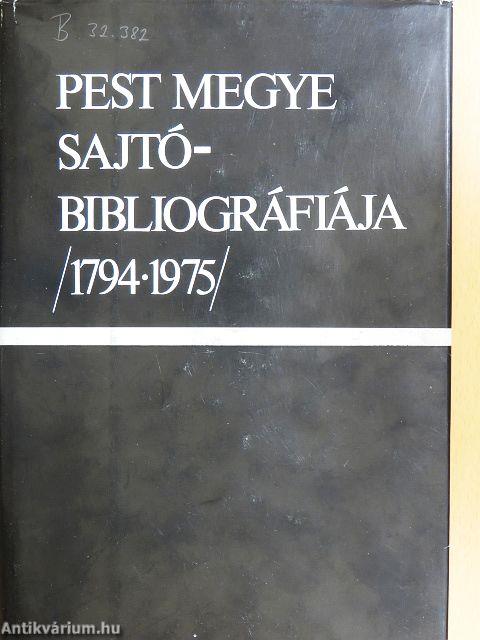 B 32.382
PEST MEGYE
SAJTÓ-
BIBLIOGRÁFIÁJA
/1794·1975/
Antikvárium.hu